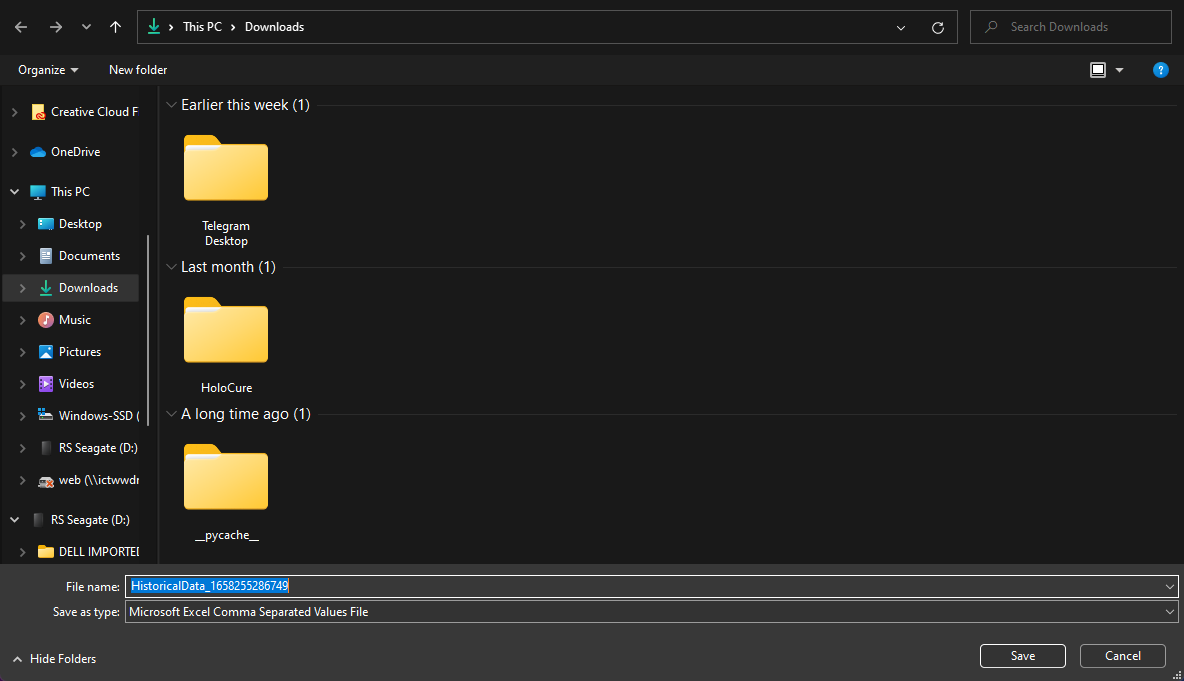 This PC > Downloads
Search Downloads
Organize
New folder
?
Creative Cloud F
OneDrive
This PC
Desktop
Documents
Downloads
Music
Pictures
Videos
Windows-SSD (
RS Seagate (D:)
web (\\ictwwdr
RS Seagate (D:)
DELL IMPORTED
Earlier this week (1)
Telegram
Desktop
Last month (1)
HoloCure
A long time ago (1)
__pycache__
File name: HistoricalData_1658255286749
Save as type: Microsoft Excel Comma Separated Values File
Hide Folders
Save
Cancel